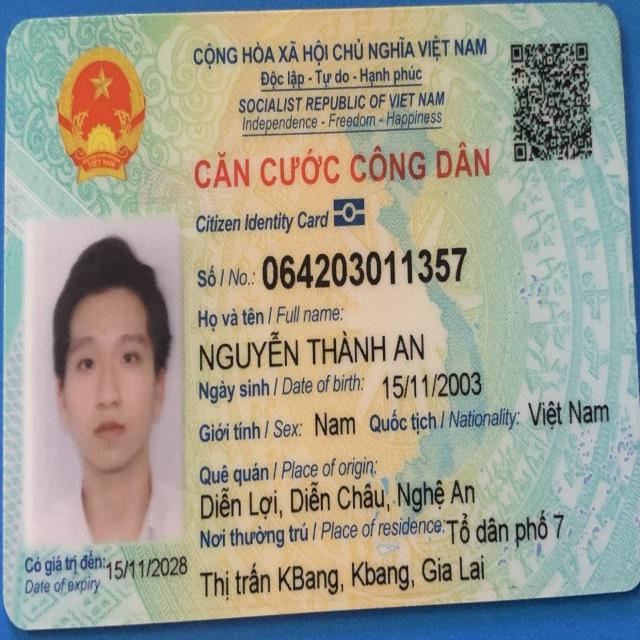 CỘNG HÒA XÃ HỘI CHỦ NGHĨA VIỆT NAM
Độc lập - Tự do - Hạnh phúc
SOCIALIST REPUBLIC OF VIET NAM
Independence - Freedom - Happiness
CĂN CƯỚC CÔNG DÂN
Citizen Identity Card
Số / No.: 064203011357
Họ và tên / Full name:
NGUYỄN THÀNH AN
Ngày sinh / Date of birth: 15/11/2003
Giới tính / Sex: Nam Quốc tịch / Nationality: Việt Nam
Quê quán / Place of origin:
Diễn Lợi, Diễn Châu, Nghệ An
Nơi thường trú / Place of residence: Tổ dân phố 7
Thị trấn KBang, Kbang, Gia Lai
Có giá trị đến: 15/11/2028
Date of expiry
VIỆT NAM